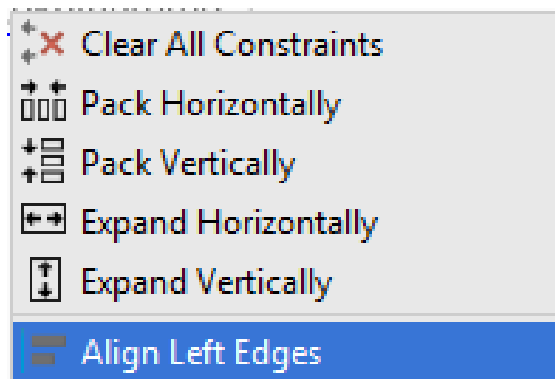 Clear All Constraints
Pack Horizontally
Pack Vertically
Expand Horizontally
Expand Vertically
Align Left Edges